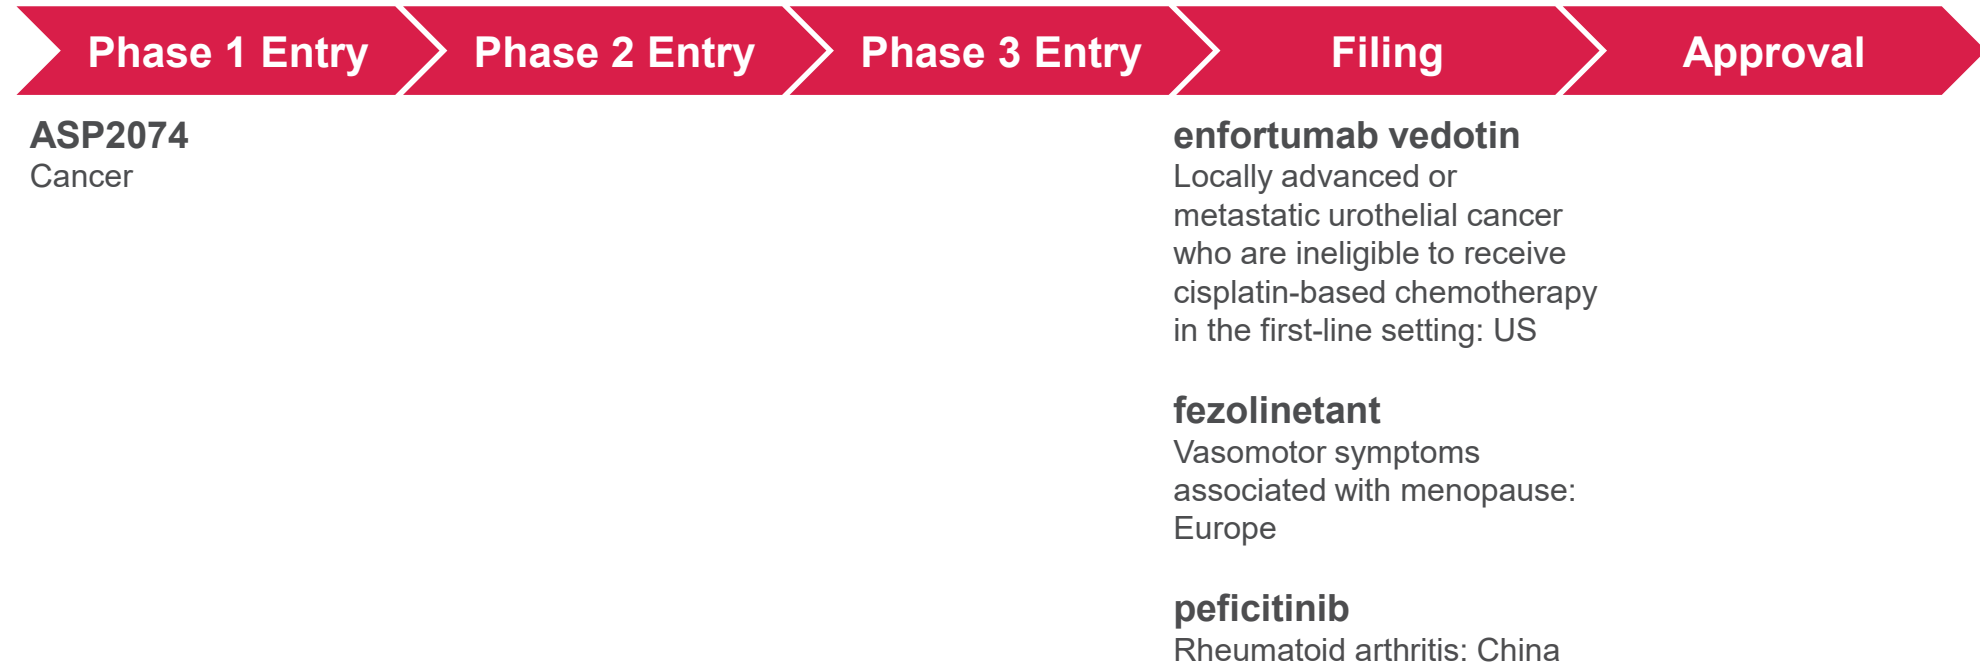 Phase 1 Entry
Phase 2 Entry
Phase 3 Entry
Filing
Approval
ASP2074
Cancer
enfortumab vedotin
Locally advanced or
metastatic urothelial cancer
who are ineligible to receive
cisplatin-based chemotherapy
in the first-line setting: US
fezolinetant
Vasomotor symptoms
associated with menopause:
Europe
peficitinib
Rheumatoid arthritis: China